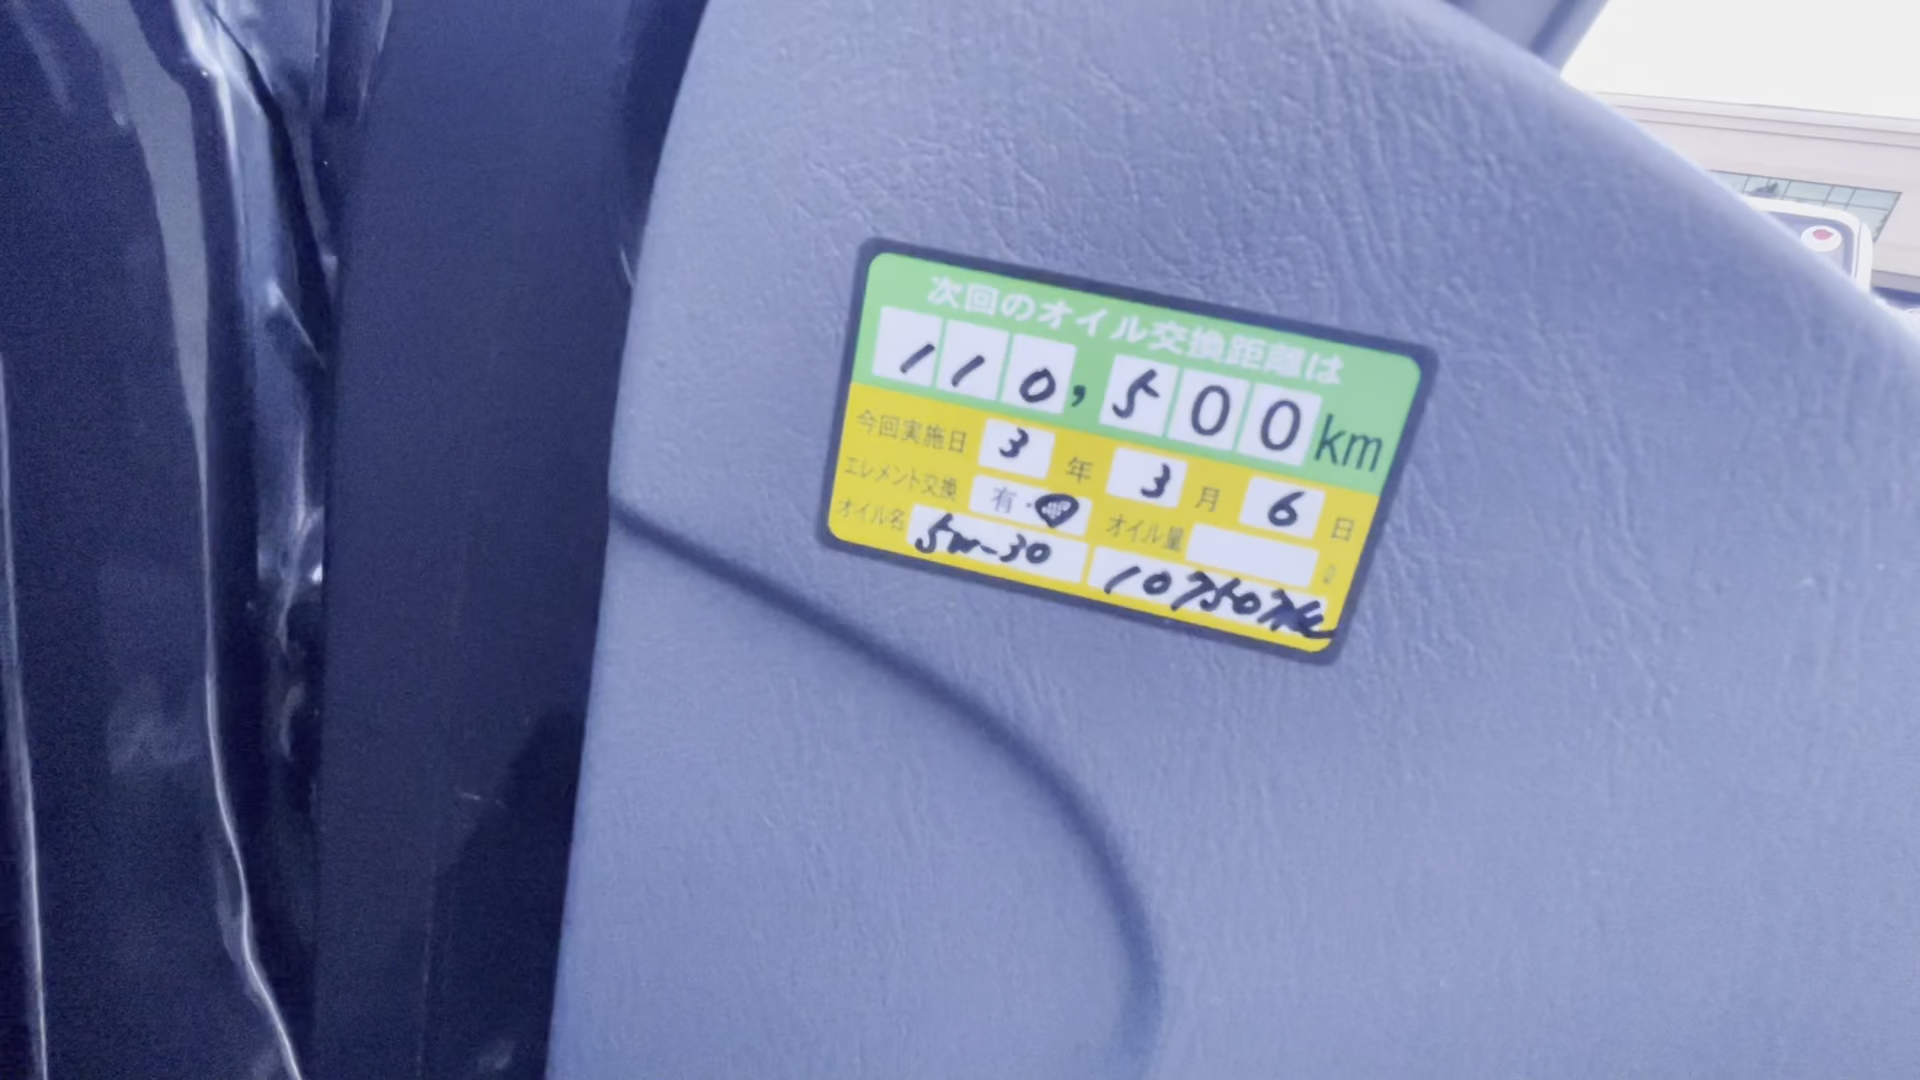 次回のオイル交換距離は
110,500km
今回実施日 3年 3月 6日
エレメント交換 有・無 オイル量 ℓ
オイル名 5w-30 107507K